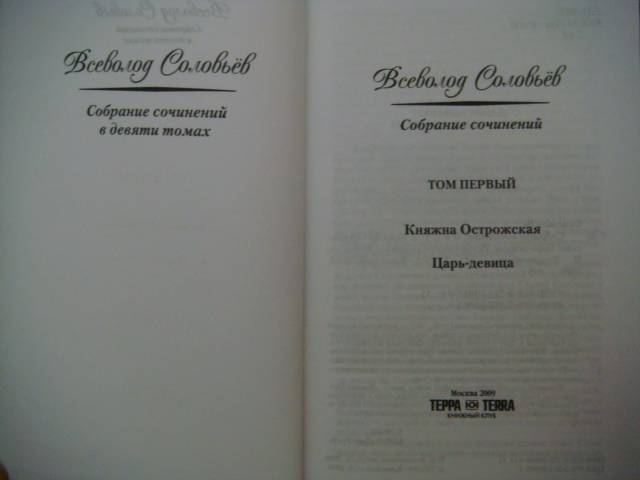 Всеволод Соловьёв
Собрание сочинений
в девяти томах
Всеволод Соловьёв
Собрание сочинений
ТОМ ПЕРВЫЙ
Княжна Острожская
Царь-девица
Москва 2009
ТЕРРА TERRA
КНИЖНЫЙ КЛУБ